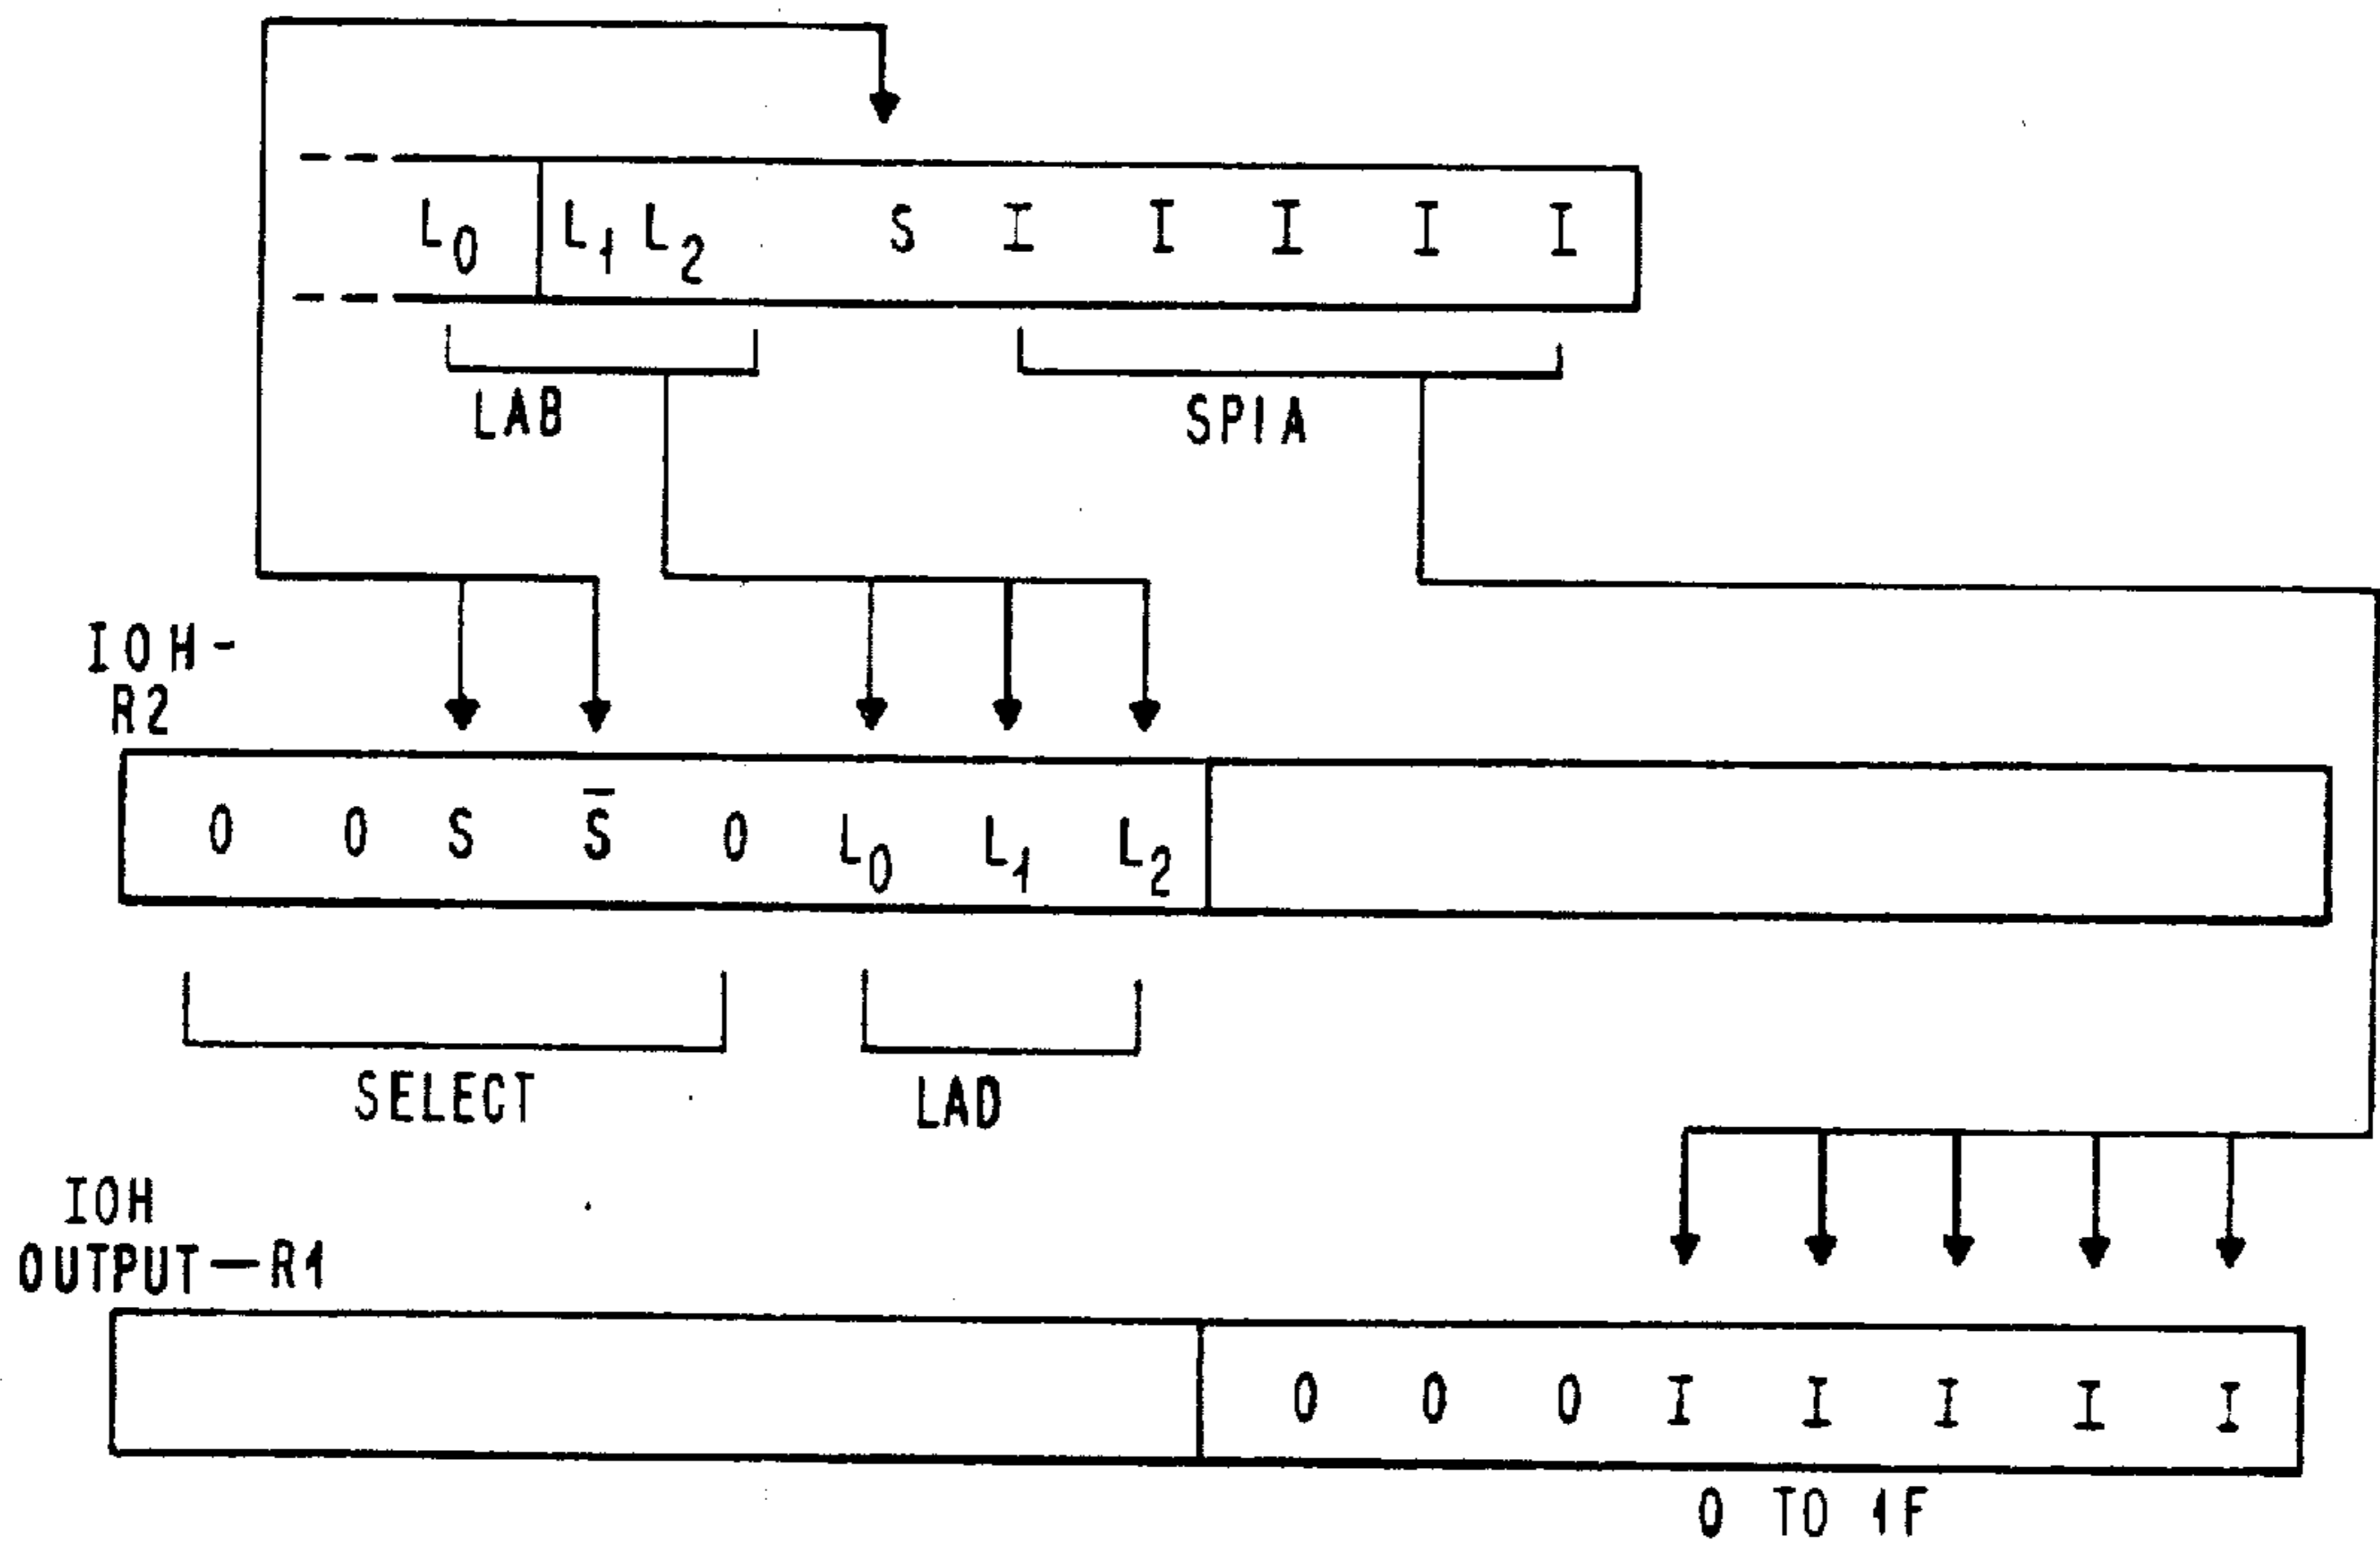 L0 L1 L2 S I I I I I
LAB SPIA
IOH-
R2
0 0 S S̅ 0 L0 L1 L2
SELECT LAD
IOH
OUTPUT—R1
0 0 0 I I I I I
0 TO 1F